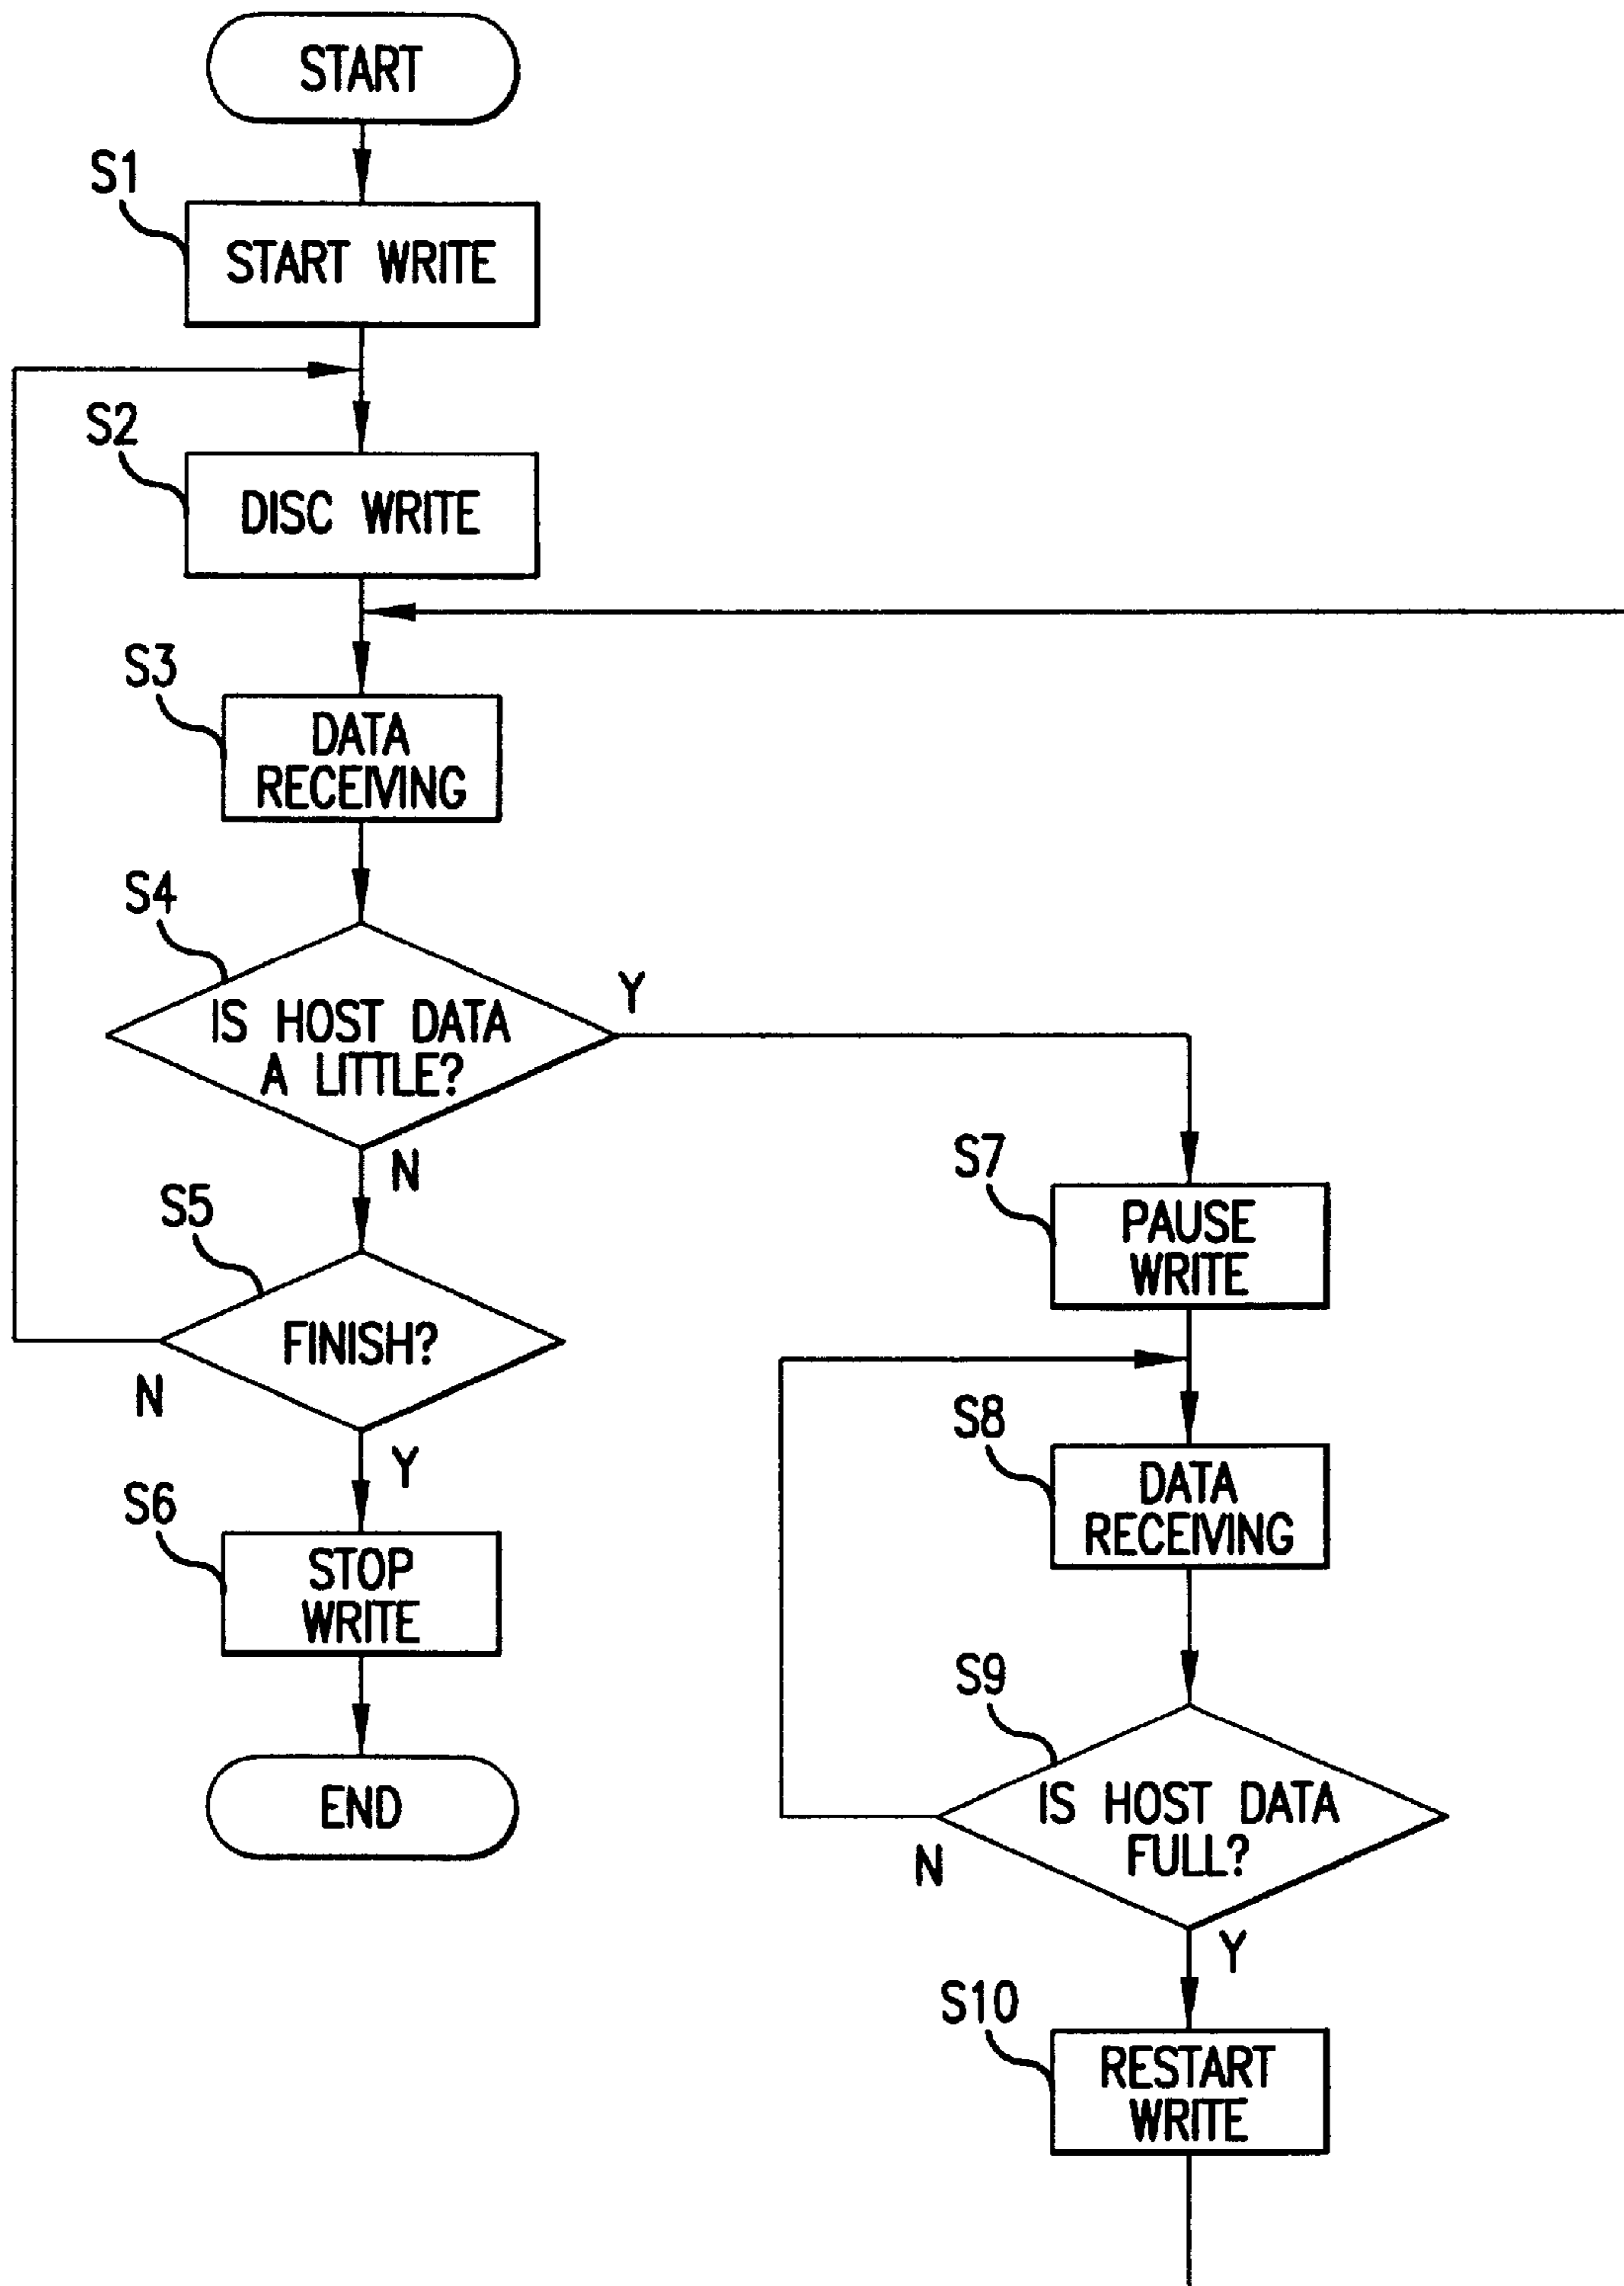 START
S1
START WRITE
S2
DISC WRITE
S3
DATA
RECEIVING
S4
IS HOST DATA
A LITTLE?
Y
N
S5
FINISH?
N
Y
S6
STOP
WRITE
END
S7
PAUSE
WRITE
S8
DATA
RECEIVING
S9
IS HOST DATA
FULL?
N
Y
S10
RESTART
WRITE